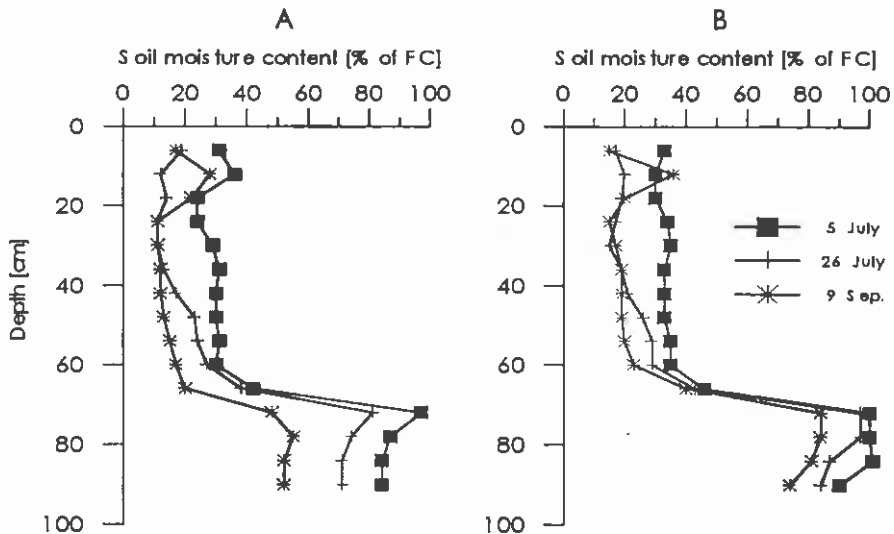 A
Soil moisture content [% of FC]
0 20 40 60 80 100
0
20
40
60
80
100
Depth [cm]
B
Soil moisture content [% of FC]
0 20 40 60 80 100
0
20
40
60
80
100
5 July
26 July
9 Sep.